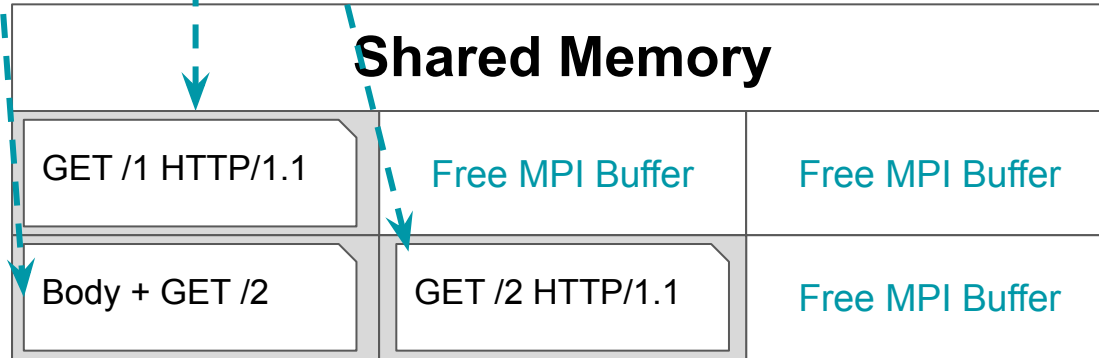 Shared Memory
GET /1 HTTP/1.1
Free MPI Buffer
Free MPI Buffer
Body + GET /2
GET /2 HTTP/1.1
Free MPI Buffer